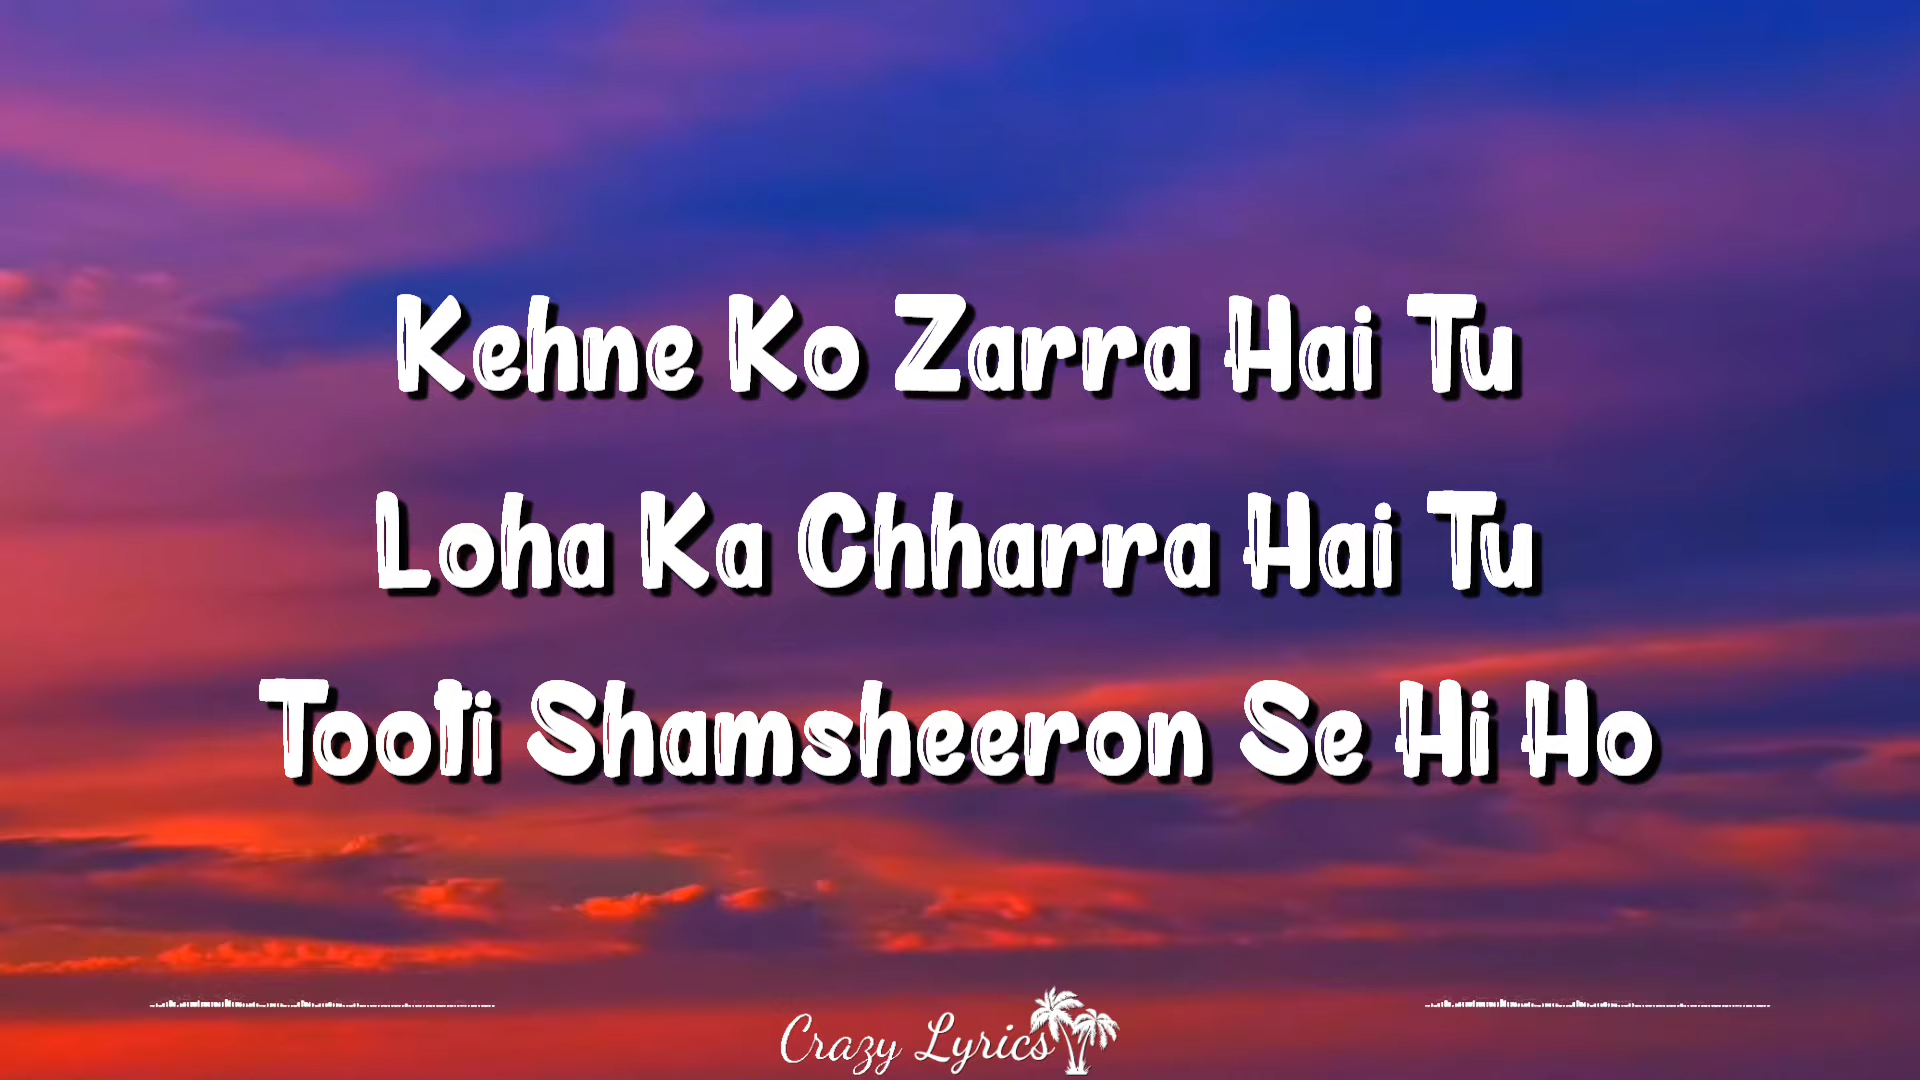 Kehne Ko Zarra Hai Tu
Loha Ka Chharra Hai Tu
Tooti Shamsheeron Se Hi Ho
Crazy Lyrics